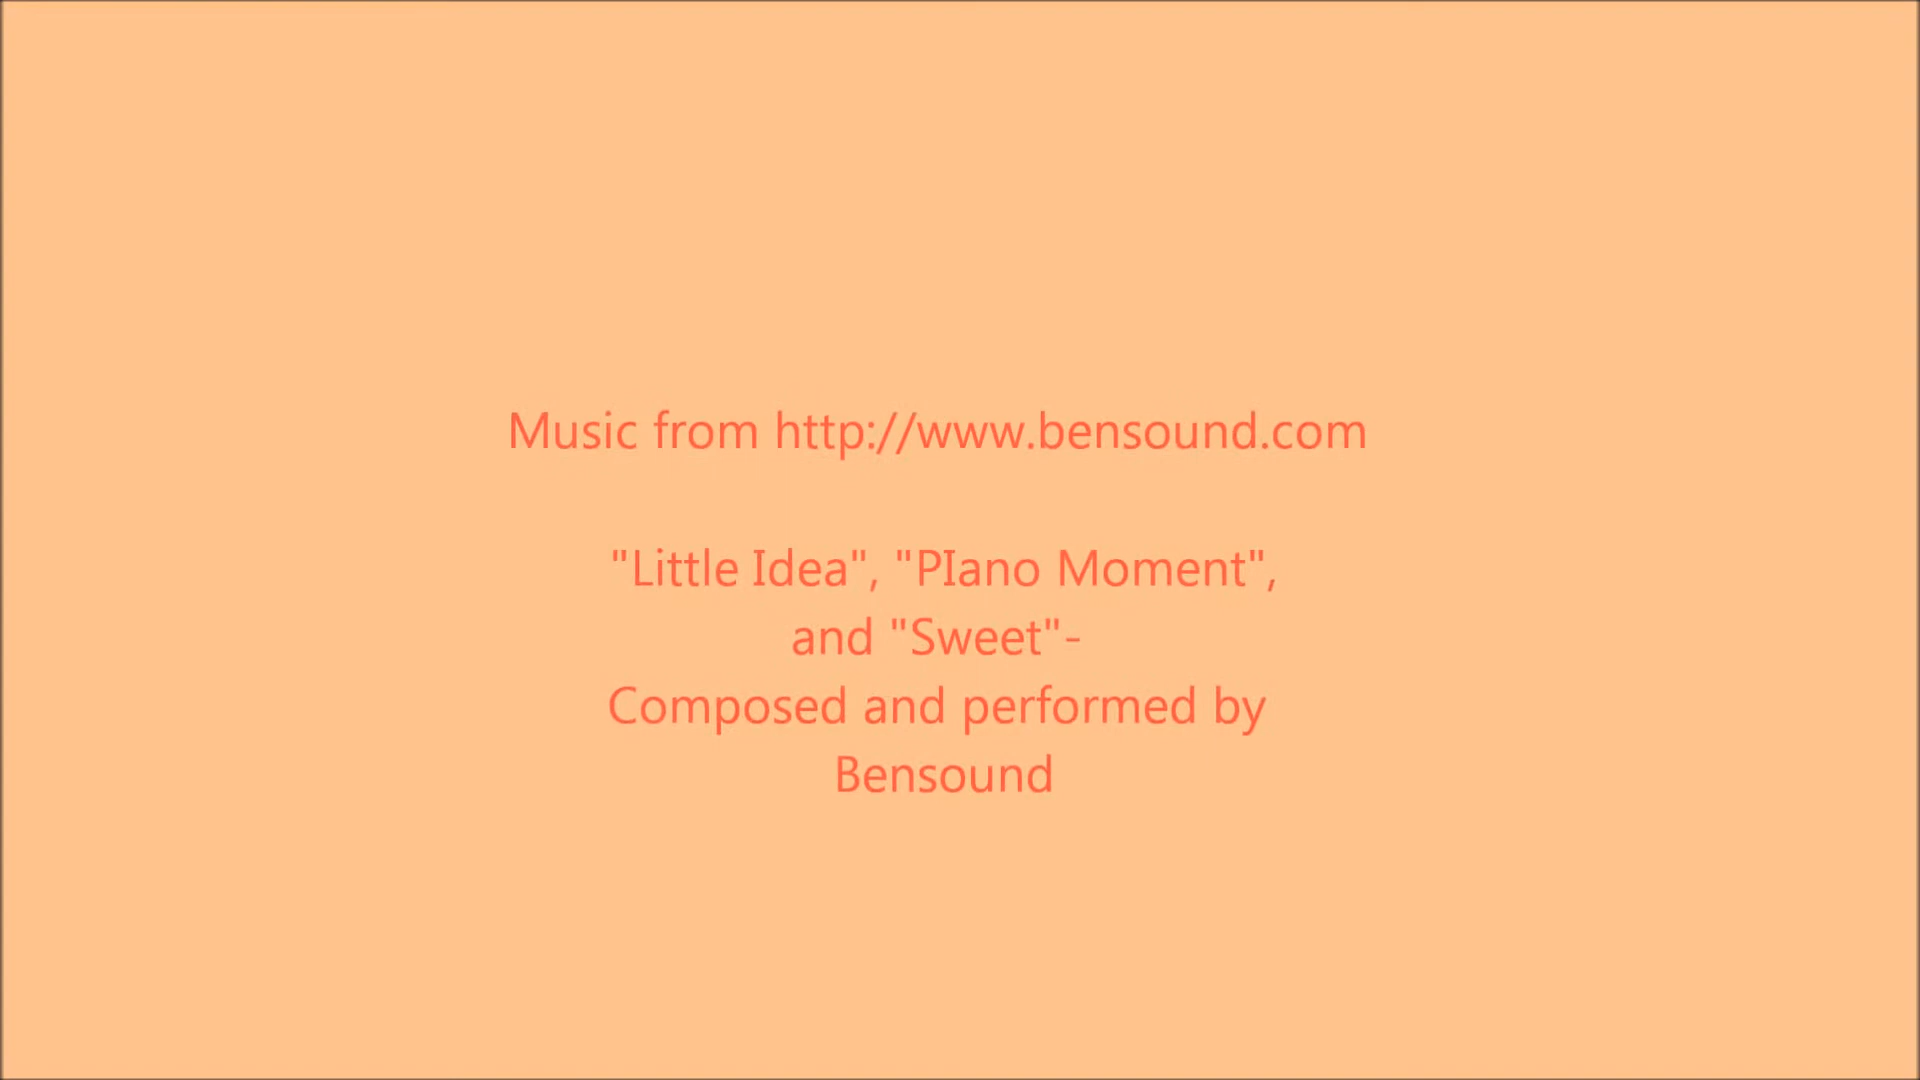 Music from http://www.bensound.com
"Little Idea", "PIano Moment",
and "Sweet"-
Composed and performed by
Bensound